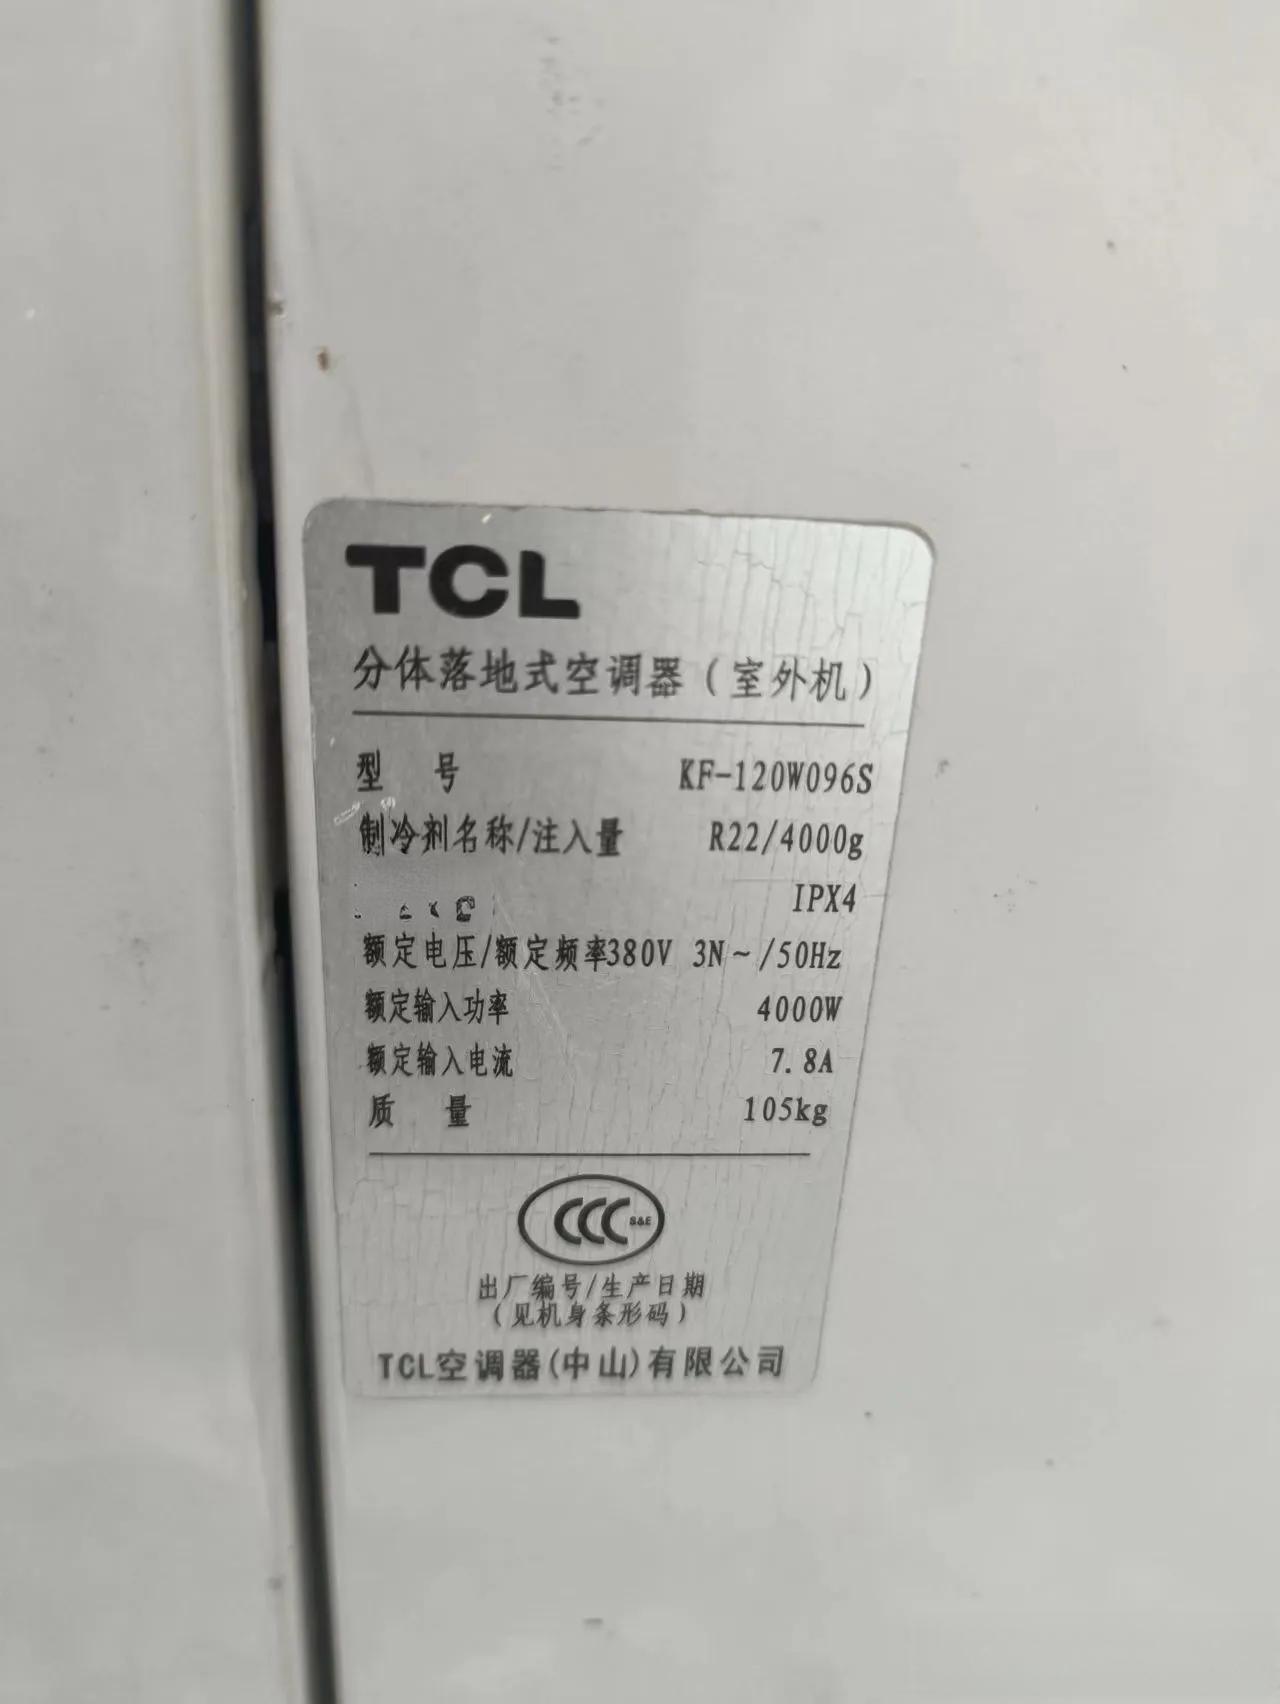 TCL
分体落地式空调器(室外机)
型 号 KF-120W096S
制冷剂名称/注入量 R22/4000g
IPX4
额定电压/额定频率380V 3N~/50Hz
额定输入功率 4000W
额定输入电流 7.8A
质 量 105kg
CCC S&E
出厂编号/生产日期
(见机身条形码)
TCL空调器(中山)有限公司